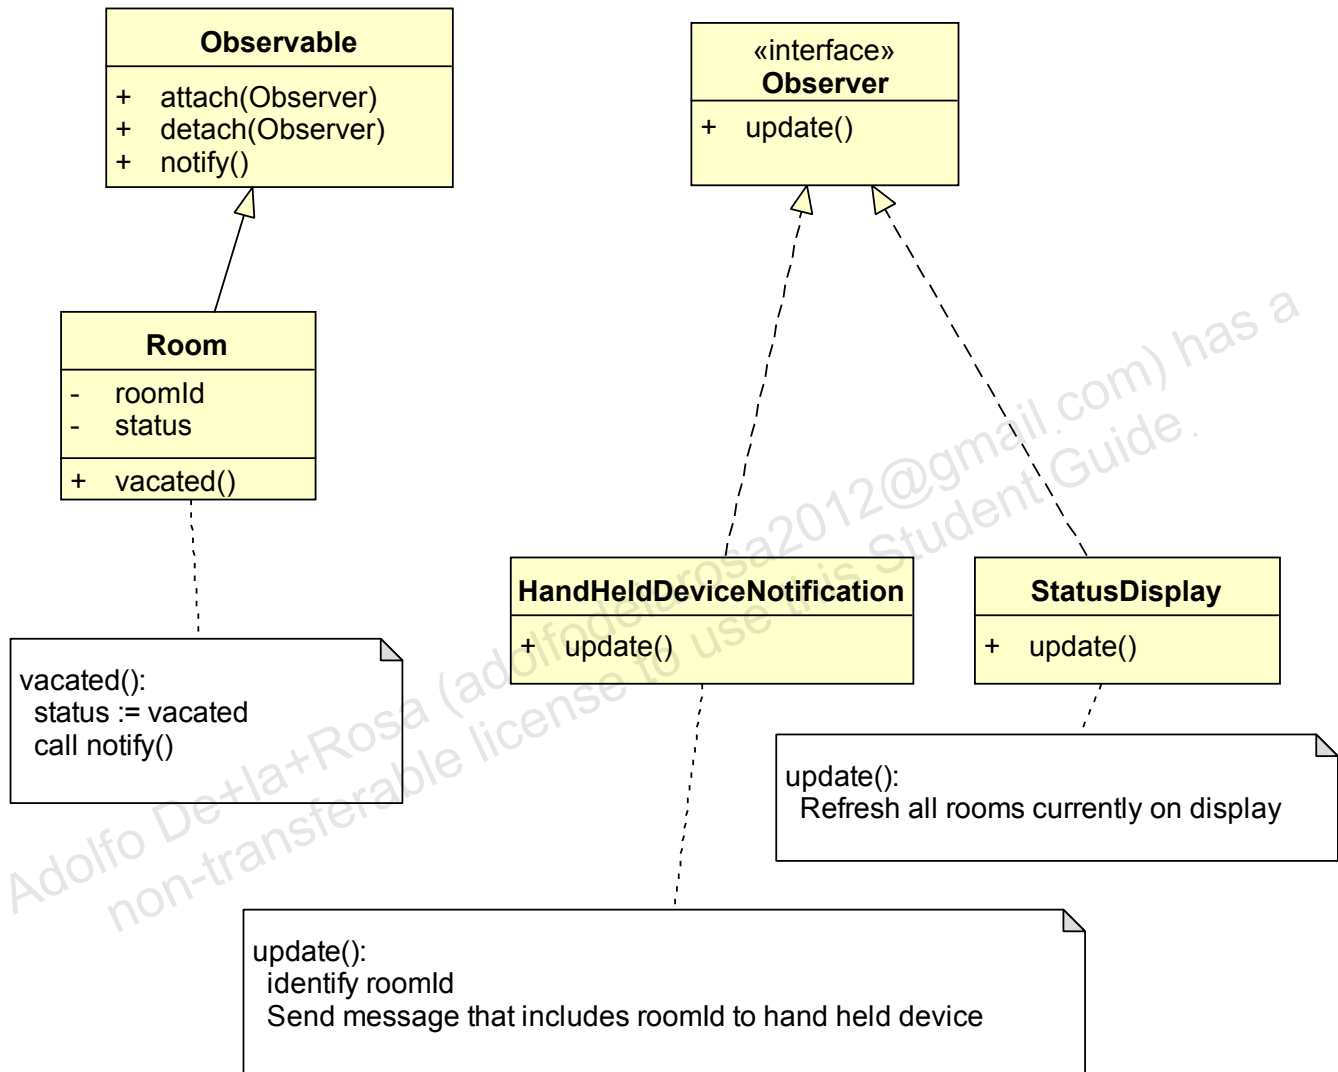 Observable
+ attach(Observer)
+ detach(Observer)
+ notify()
«interface»
Observer
+ update()
Room
- roomId
- status
+ vacated()
HandHeldDeviceNotification
+ update()
StatusDisplay
+ update()
vacated():
status := vacated
call notify()
update():
Refresh all rooms currently on display
update():
identify roomId
Send message that includes roomId to hand held device
Adolfo De+la+Rosa (adolfodelarosa2012@gmail.com) has a
non-transferable license to use this Student Guide.